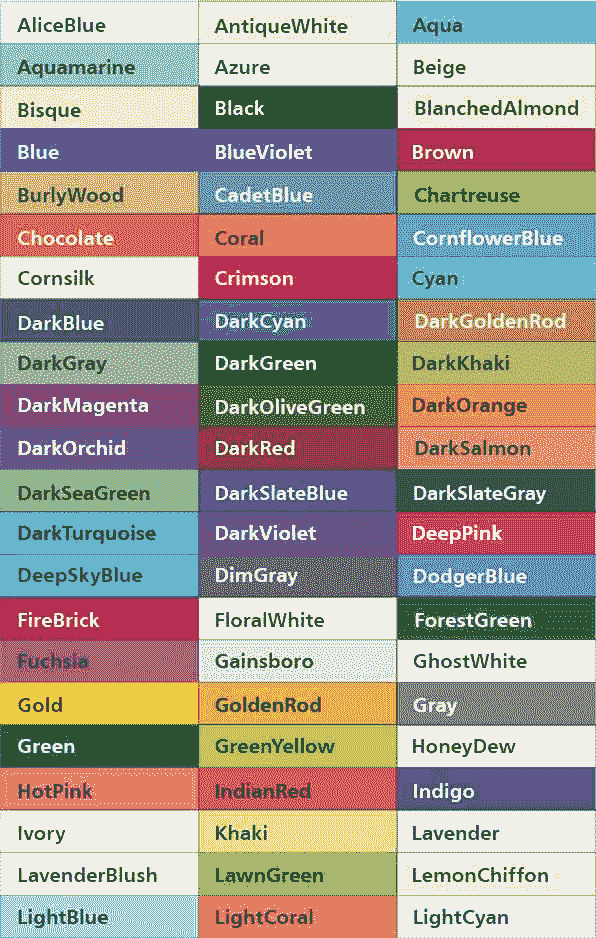 AliceBlue AntiqueWhite Aqua
Aquamarine Azure Beige
Bisque Black BlanchedAlmond
Blue BlueViolet Brown
BurlyWood CadetBlue Chartreuse
Chocolate Coral CornflowerBlue
Cornsilk Crimson Cyan
DarkBlue DarkCyan DarkGoldenRod
DarkGray DarkGreen DarkKhaki
DarkMagenta DarkOliveGreen DarkOrange
DarkOrchid DarkRed DarkSalmon
DarkSeaGreen DarkSlateBlue DarkSlateGray
DarkTurquoise DarkViolet DeepPink
DeepSkyBlue DimGray DodgerBlue
FireBrick FloralWhite ForestGreen
Fuchsia Gainsboro GhostWhite
Gold GoldenRod Gray
Green GreenYellow HoneyDew
HotPink IndianRed Indigo
Ivory Khaki Lavender
LavenderBlush LawnGreen LemonChiffon
LightBlue LightCoral LightCyan